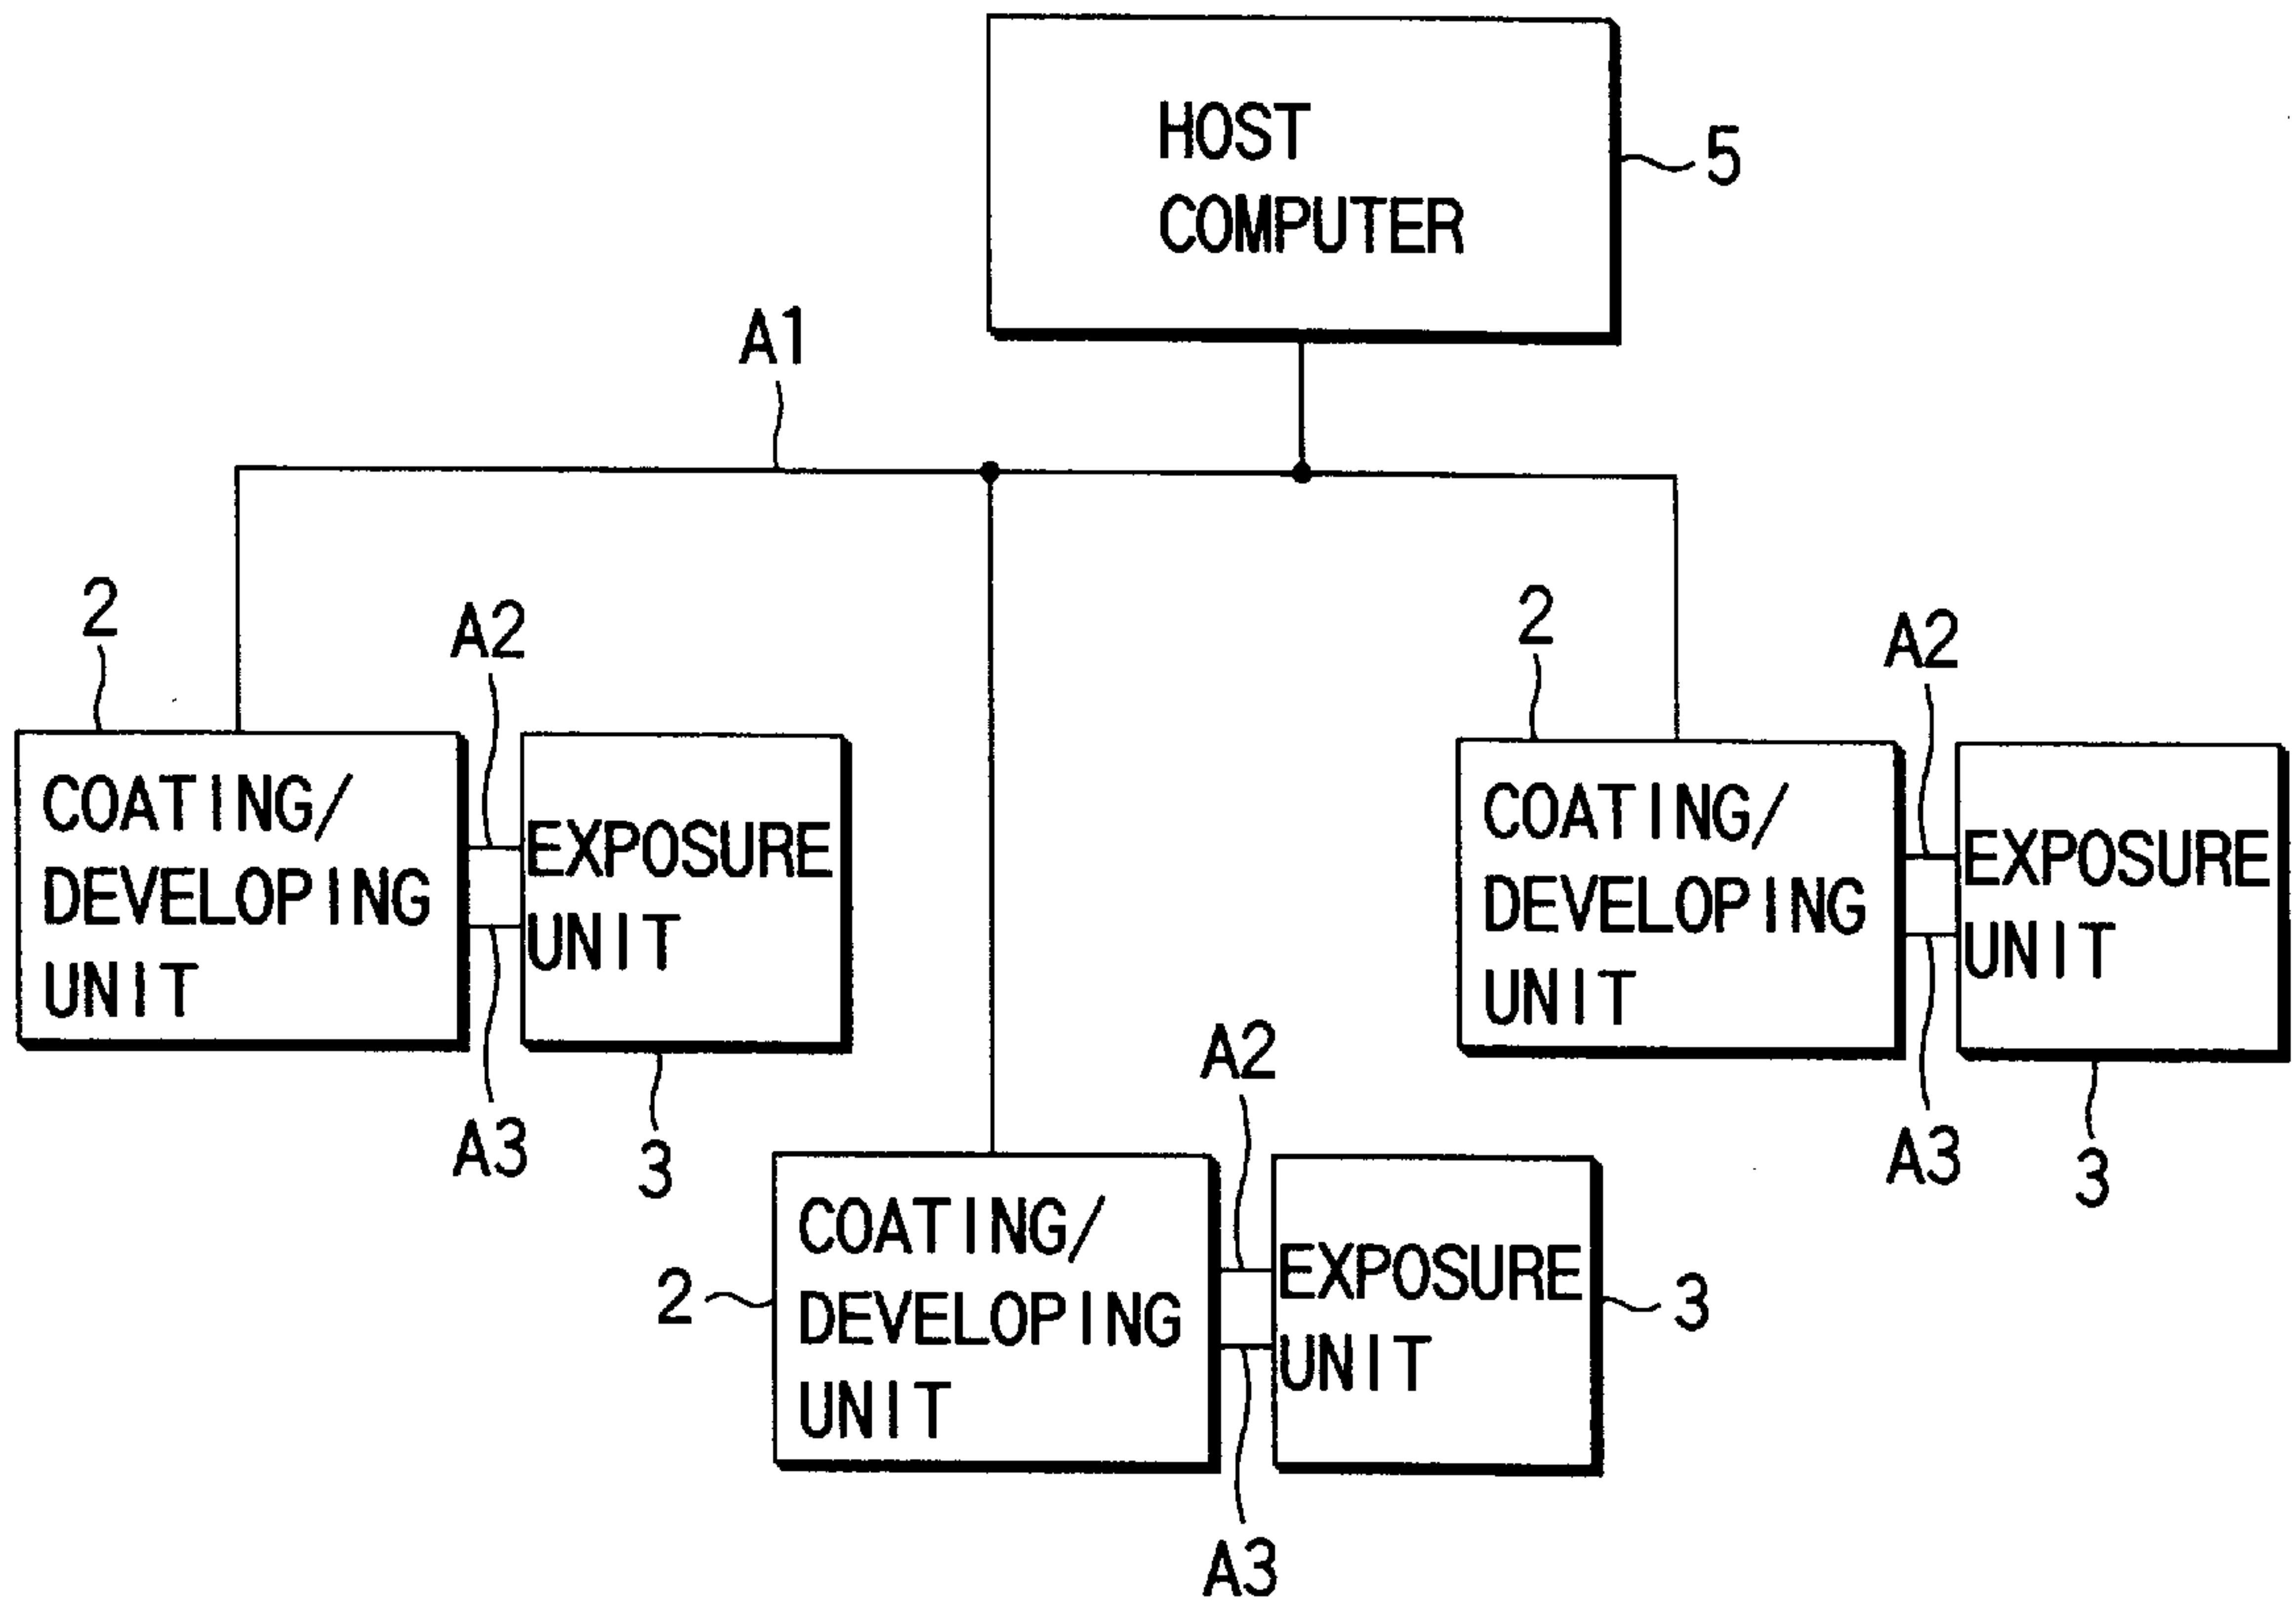 HOST
COMPUTER
5
A1
2
A2
COATING/
DEVELOPING
UNIT
EXPOSURE
UNIT
A3
3
2
A2
COATING/
DEVELOPING
UNIT
EXPOSURE
UNIT
A3
3
A2
2
COATING/
DEVELOPING
UNIT
EXPOSURE
UNIT
3
A3